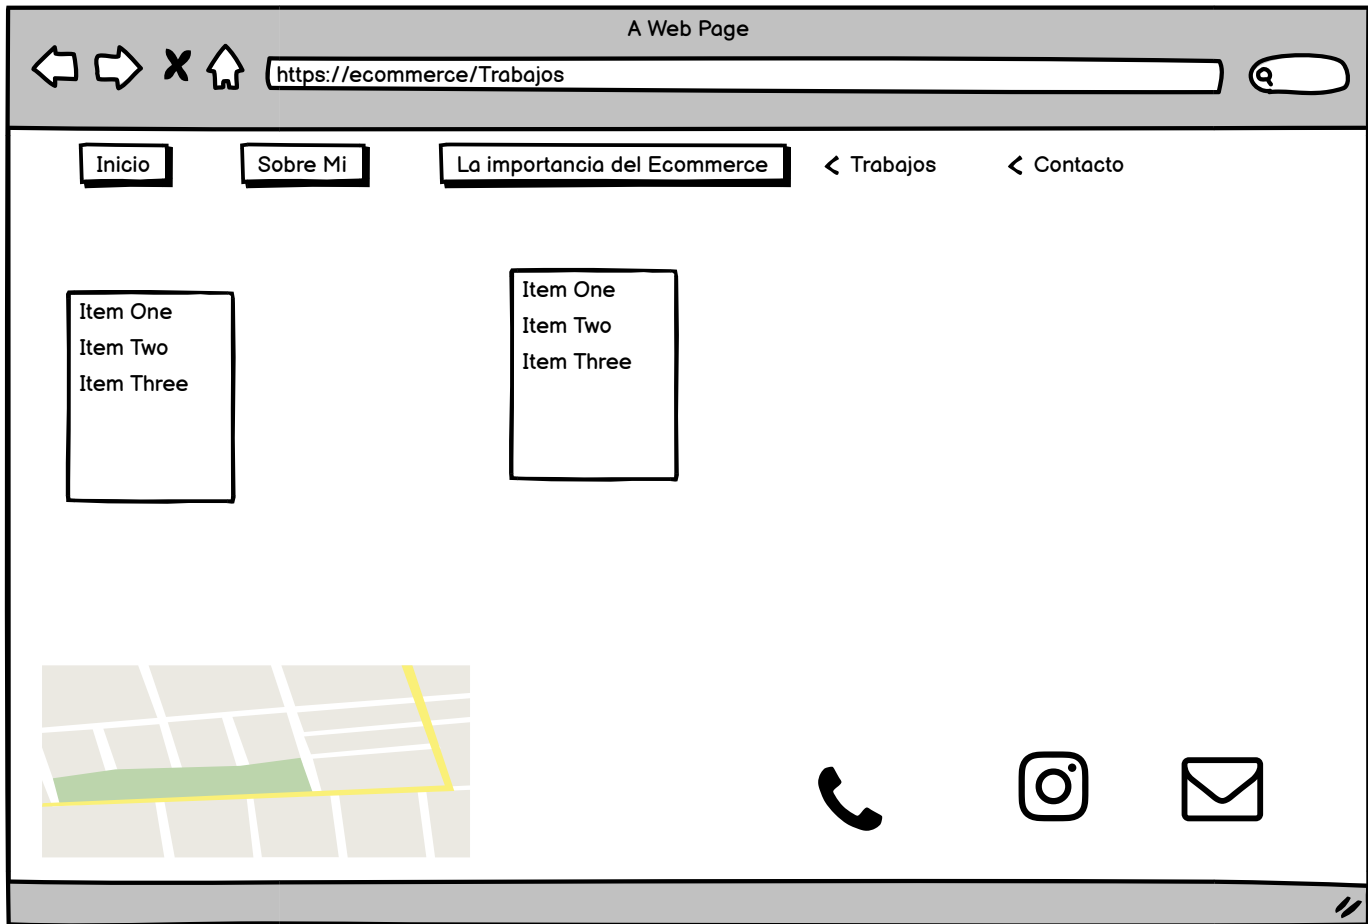 A Web Page
https://ecommerce/Trabajos
Inicio
Sobre Mi
La importancia del Ecommerce
Trabajos
Contacto
Item One
Item Two
Item Three
Item One
Item Two
Item Three